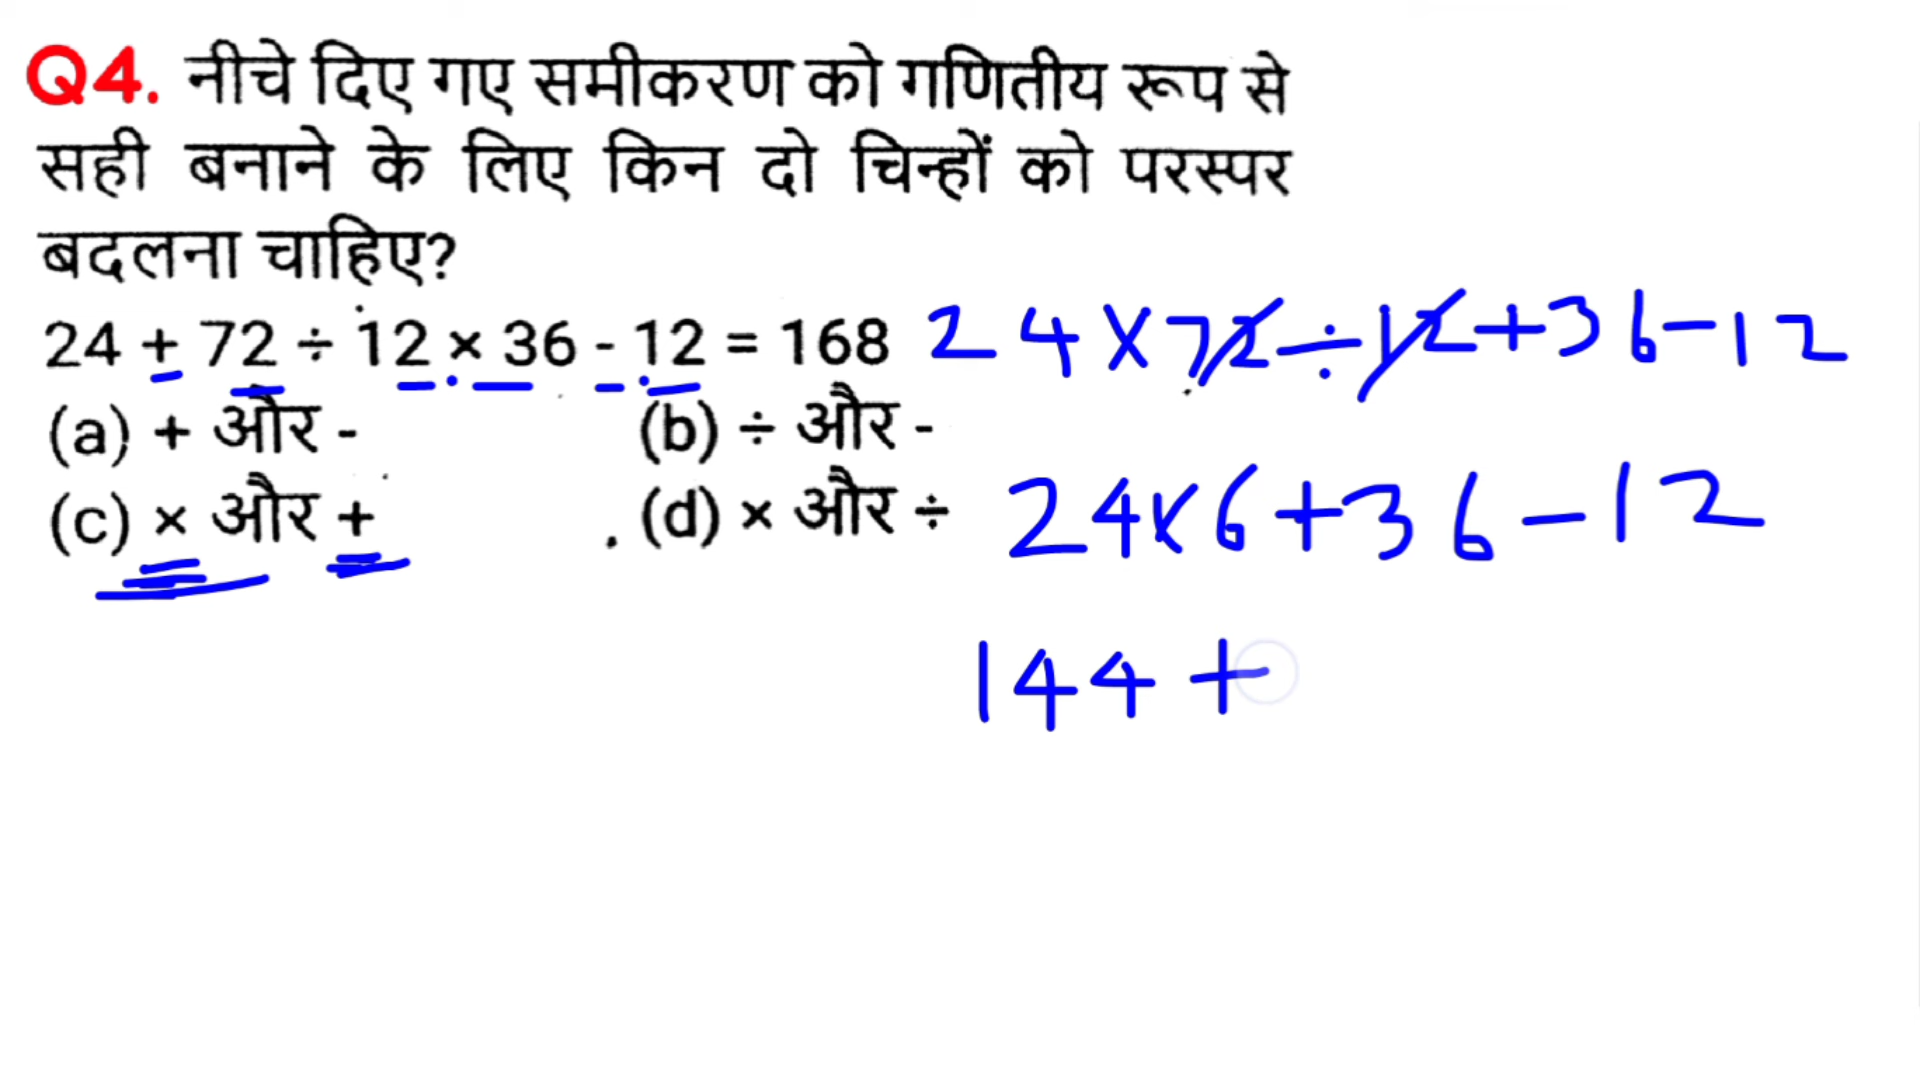 Q4. नीचे दिए गए समीकरण को गणितीय रूप से
सही बनाने के लिए किन दो चिन्हों को परस्पर
बदलना चाहिए?
24 + 72 ÷ 12 × 36 - 12 = 168
(a) + और -
(b) ÷ और -
(c) × और +
(d) × और ÷
24×72÷12+36-12
24×6+36-12
144+